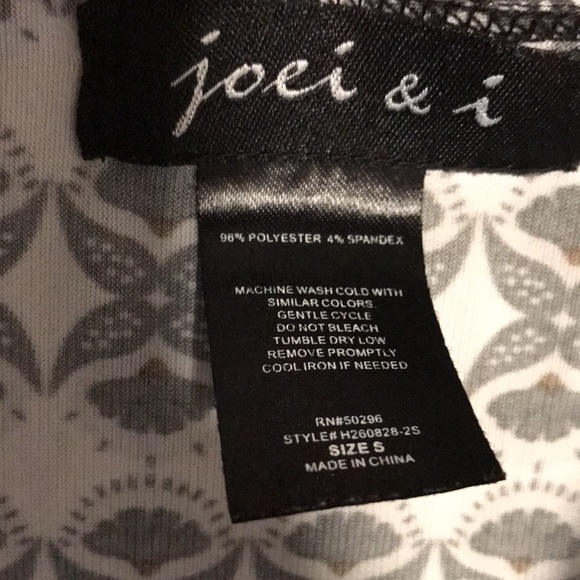 joei & i
96% POLYESTER 4% SPANDEX
MACHINE WASH COLD WITH
SIMILAR COLORS.
GENTLE CYCLE
DO NOT BLEACH
TUMBLE DRY LOW
REMOVE PROMPTLY
COOL IRON IF NEEDED
RN#50296
STYLE# H260828-2S
SIZE S
MADE IN CHINA